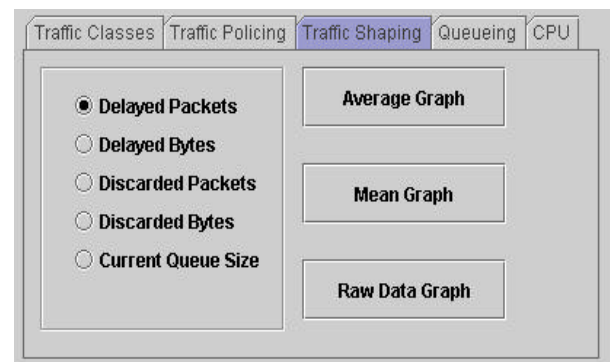 Traffic Classes Traffic Policing Traffic Shaping Queueing CPU
Delayed Packets
Delayed Bytes
Discarded Packets
Discarded Bytes
Current Queue Size
Average Graph
Mean Graph
Raw Data Graph